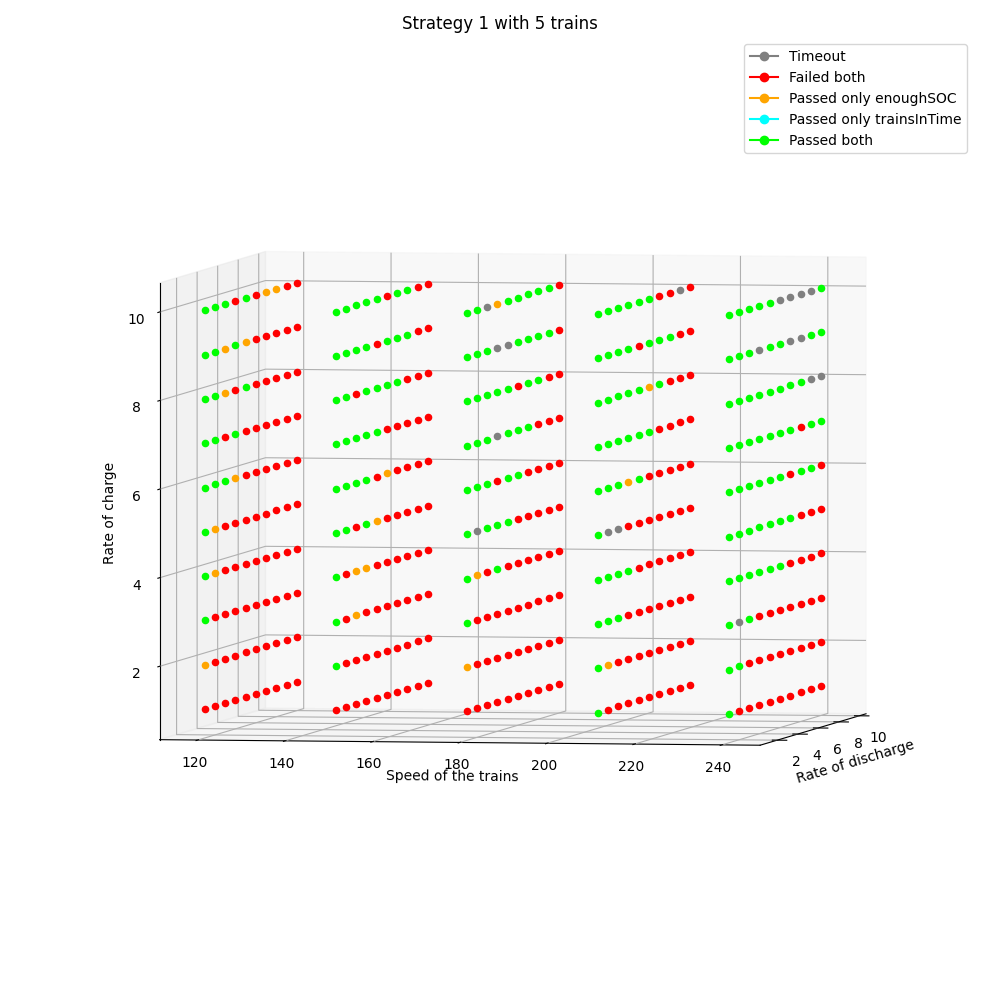 Strategy 1 with 5 trains
Timeout
Failed both
Passed only enoughSOC
Passed only trainsInTime
Passed both
10
8
6
4
2
Rate of charge
120 140 160 180 200 220 240
Speed of the trains
2 4 6 8 10
Rate of discharge